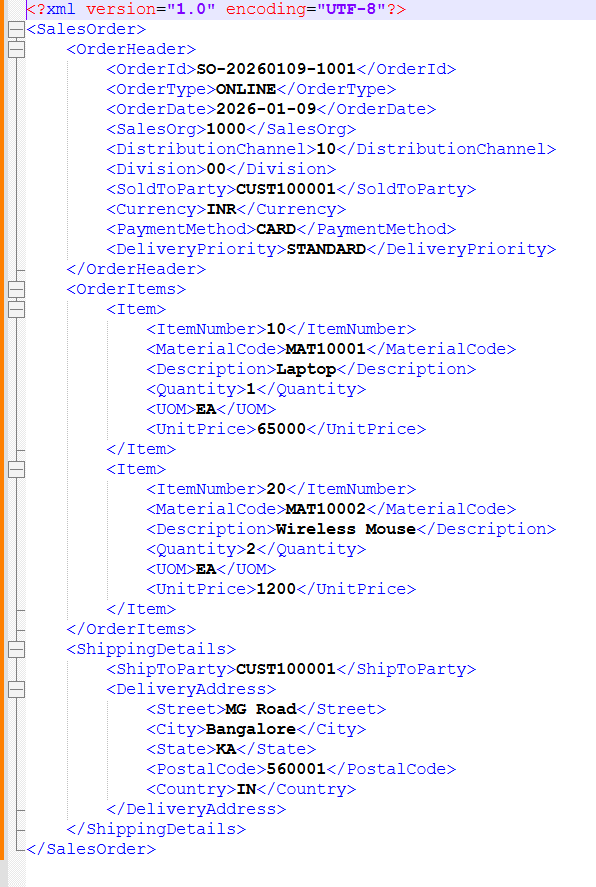 <?xml version="1.0" encoding="UTF-8"?>
<SalesOrder>
<OrderHeader>
<OrderId>SO-20260109-1001</OrderId>
<OrderType>ONLINE</OrderType>
<OrderDate>2026-01-09</OrderDate>
<SalesOrg>1000</SalesOrg>
<DistributionChannel>10</DistributionChannel>
<Division>00</Division>
<SoldToParty>CUST100001</SoldToParty>
<Currency>INR</Currency>
<PaymentMethod>CARD</PaymentMethod>
<DeliveryPriority>STANDARD</DeliveryPriority>
</OrderHeader>
<OrderItems>
<Item>
<ItemNumber>10</ItemNumber>
<MaterialCode>MAT10001</MaterialCode>
<Description>Laptop</Description>
<Quantity>1</Quantity>
<UOM>EA</UOM>
<UnitPrice>65000</UnitPrice>
</Item>
<Item>
<ItemNumber>20</ItemNumber>
<MaterialCode>MAT10002</MaterialCode>
<Description>Wireless Mouse</Description>
<Quantity>2</Quantity>
<UOM>EA</UOM>
<UnitPrice>1200</UnitPrice>
</Item>
</OrderItems>
<ShippingDetails>
<ShipToParty>CUST100001</ShipToParty>
<DeliveryAddress>
<Street>MG Road</Street>
<City>Bangalore</City>
<State>KA</State>
<PostalCode>560001</PostalCode>
<Country>IN</Country>
</DeliveryAddress>
</ShippingDetails>
</SalesOrder>